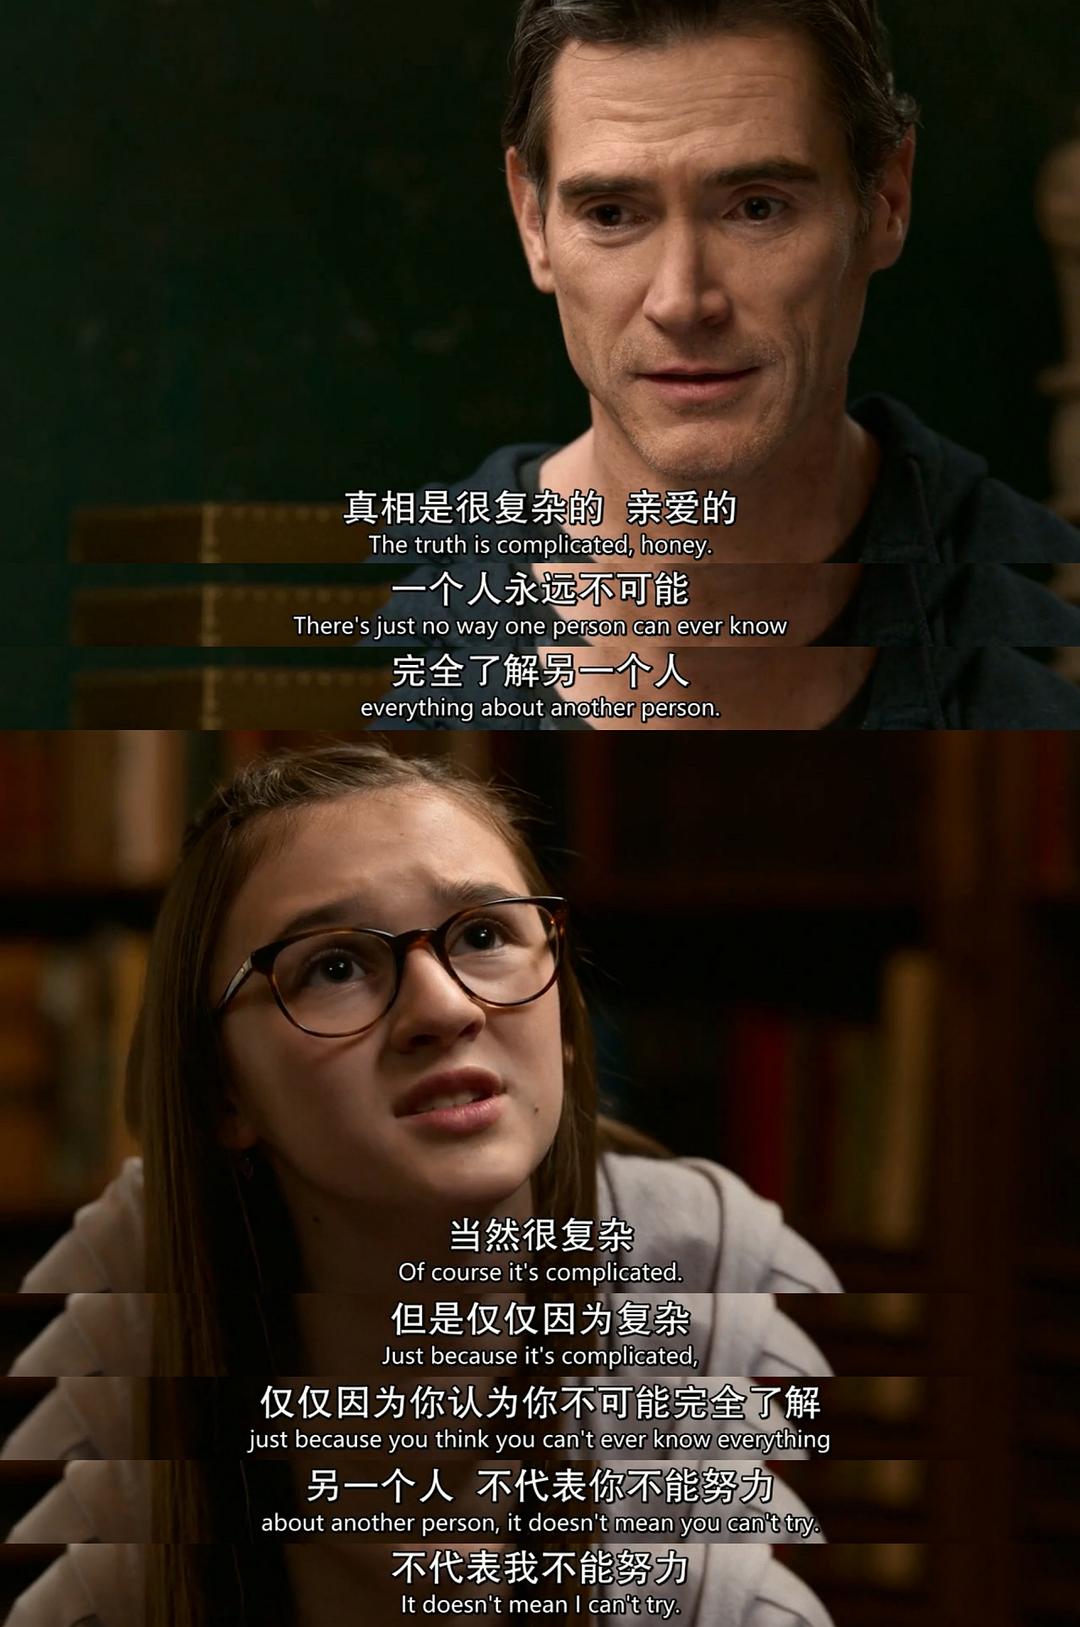 真相是很复杂的 亲爱的
The truth is complicated, honey.
一个人永远不可能
There's just no way one person can ever know
完全了解另一个人
everything about another person.
当然很复杂
Of course it's complicated.
但是仅仅因为复杂
Just because it's complicated,
仅仅因为你认为你不可能完全了解
just because you think you can't ever know everything
另一个人 不代表你不能努力
about another person, it doesn't mean you can't try.
不代表我不能努力
It doesn't mean I can't try.